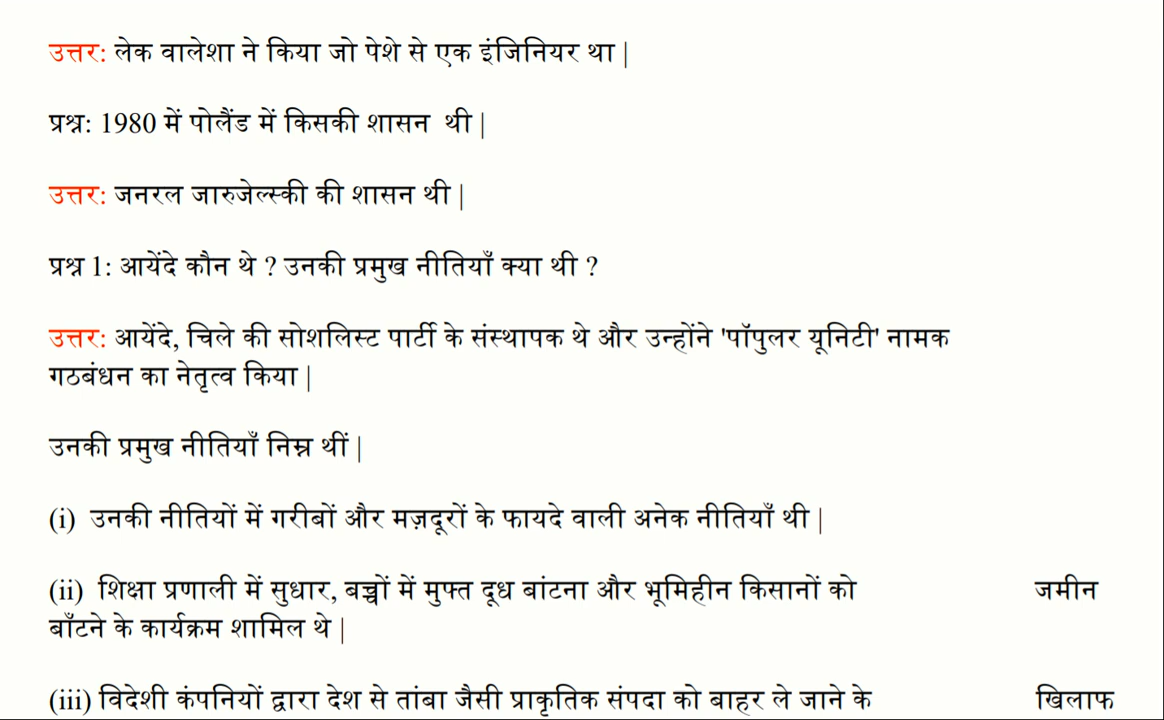 उत्तर: लेक वालेशा ने किया जो पेशे से एक इंजिनियर था |
प्रश्न: 1980 में पोलैंड में किसकी शासन थी |
उत्तर: जनरल जारुजेल्स्की की शासन थी |
प्रश्न 1: आयेंदे कौन थे ? उनकी प्रमुख नीतियाँ क्या थी ?
उत्तर: आयेंदे, चिले की सोशलिस्ट पार्टी के संस्थापक थे और उन्होंने 'पॉपुलर यूनिटी' नामक
गठबंधन का नेतृत्व किया |
उनकी प्रमुख नीतियाँ निम्न थीं |
(i) उनकी नीतियों में गरीबों और मज़दूरों के फायदे वाली अनेक नीतियाँ थी |
(ii) शिक्षा प्रणाली में सुधार, बच्चों में मुफ्त दूध बांटना और भूमिहीन किसानों को जमीन
बाँटने के कार्यक्रम शामिल थे |
(iii) विदेशी कंपनियों द्वारा देश से तांबा जैसी प्राकृतिक संपदा को बाहर ले जाने के खिलाफ